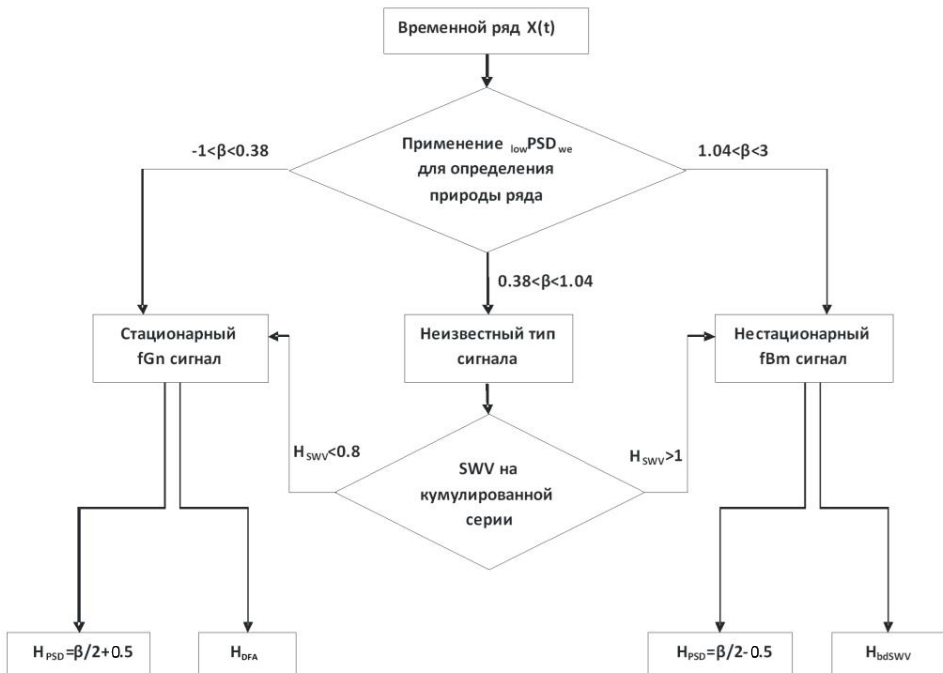 Временной ряд X(t)
Применение lowPSDwe
для определения
природы ряда
-1<β<0.38
1.04<β<3
0.38<β<1.04
Стационарный
fGn сигнал
Неизвестный тип
сигнала
Нестационарный
fBm сигнал
HSWV<0.8
HSWV>1
SWV на
кумулированной
серии
HPSD=β/2+0.5
HDFA
HPSD=β/2-0.5
HbdSWV